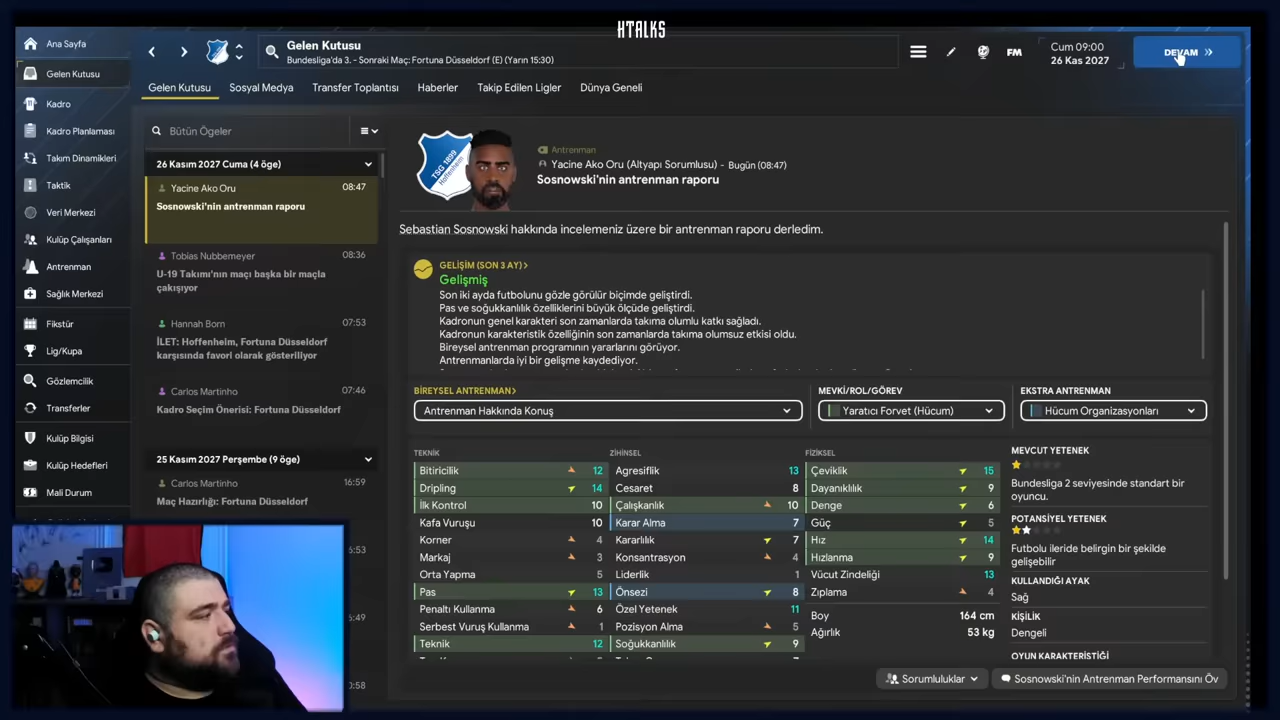 HTALKS
Ana Sayfa
Gelen Kutusu
Kadro
Kadro Planlaması
Takım Dinamikleri
Taktik
Veri Merkezi
Kulüp Çalışanları
Antrenman
Sağlık Merkezi
Fikstür
Lig/Kupa
Gözlemcilik
Transferler
Kulüp Bilgisi
Kulüp Hedefleri
Mali Durum
Gelen Kutusu
Bundesliga'da 3. - Sonraki Maç: Fortuna Düsseldorf (E) (Yarın 15:30)
FM
Cum 09:00
26 Kas 2027
DEVAM
Gelen Kutusu
Sosyal Medya
Transfer Toplantısı
Haberler
Takip Edilen Ligler
Dünya Geneli
Bütün Ögeler
26 Kasım 2027 Cuma (4 öge)
Yacine Ako Oru 08:47
Sosnowski'nin antrenman raporu
Tobias Nubbemeyer 08:36
U-19 Takımı'nın maçı başka bir maçla
çakışıyor
Hannah Born 07:53
İLET: Hoffenheim, Fortuna Düsseldorf
karşısında favori olarak gösteriliyor
Carlos Martinho 07:46
Kadro Seçim Önerisi: Fortuna Düsseldorf
25 Kasım 2027 Perşembe (9 öge)
Carlos Martinho 16:59
Maç Hazırlığı: Fortuna Düsseldorf
6:53
6:49
0:58
TSG 1899
Hoffenheim
Antrenman
Yacine Ako Oru (Altyapı Sorumlusu) - Bugün (08:47)
Sosnowski'nin antrenman raporu
Sebastian Sosnowski hakkında incelemeniz üzere bir antrenman raporu derledim.
GELİŞİM (SON 3 AY)
Gelişmiş
Son iki ayda futbolunu gözle görülür biçimde geliştirdi.
Pas ve soğukkanlılık özelliklerini büyük ölçüde geliştirdi.
Kadronun genel karakteri son zamanlarda takıma olumlu katkı sağladı.
Kadronun karakteristik özelliğinin son zamanlarda takıma olumsuz etkisi oldu.
Bireysel antrenman programının yararlarını görüyor.
Antrenmanlarda iyi bir gelişme kaydediyor.
BİREYSEL ANTRENMAN
Antrenman Hakkında Konuş
MEVKİ/ROL/GÖREV
Yaratıcı Forvet (Hücum)
EKSTRA ANTRENMAN
Hücum Organizasyonları
TEKNİK
Bitiricilik 12
Dripling 14
İlk Kontrol 10
Kafa Vuruşu 10
Korner 4
Markaj 3
Orta Yapma 5
Pas 13
Penaltı Kullanma 6
Serbest Vuruş Kullanma 1
Teknik 12
ZİHİNSEL
Agresiflik 13
Cesaret 8
Çalışkanlık 10
Karar Alma 7
Kararlılık 7
Konsantrasyon 4
Liderlik 1
Önsezi 8
Özel Yetenek 11
Pozisyon Alma 5
Soğukkanlılık 9
FİZİKSEL
Çeviklik 15
Dayanıklılık 9
Denge 6
Güç 5
Hız 14
Hızlanma 9
Vücut Zindeliği 13
Zıplama 4
Boy 164 cm
Ağırlık 53 kg
MEVCUT YETENEK
Bundesliga 2 seviyesinde standart bir
oyuncu.
POTANSİYEL YETENEK
Futbolu ileride belirgin bir şekilde
gelişebilir
KULLANDIĞI AYAK
Sağ
KİŞİLİK
Dengeli
OYUN KARAKTERİSTİĞİ
Sorumluluklar
Sosnowski'nin Antrenman Performansını Öv